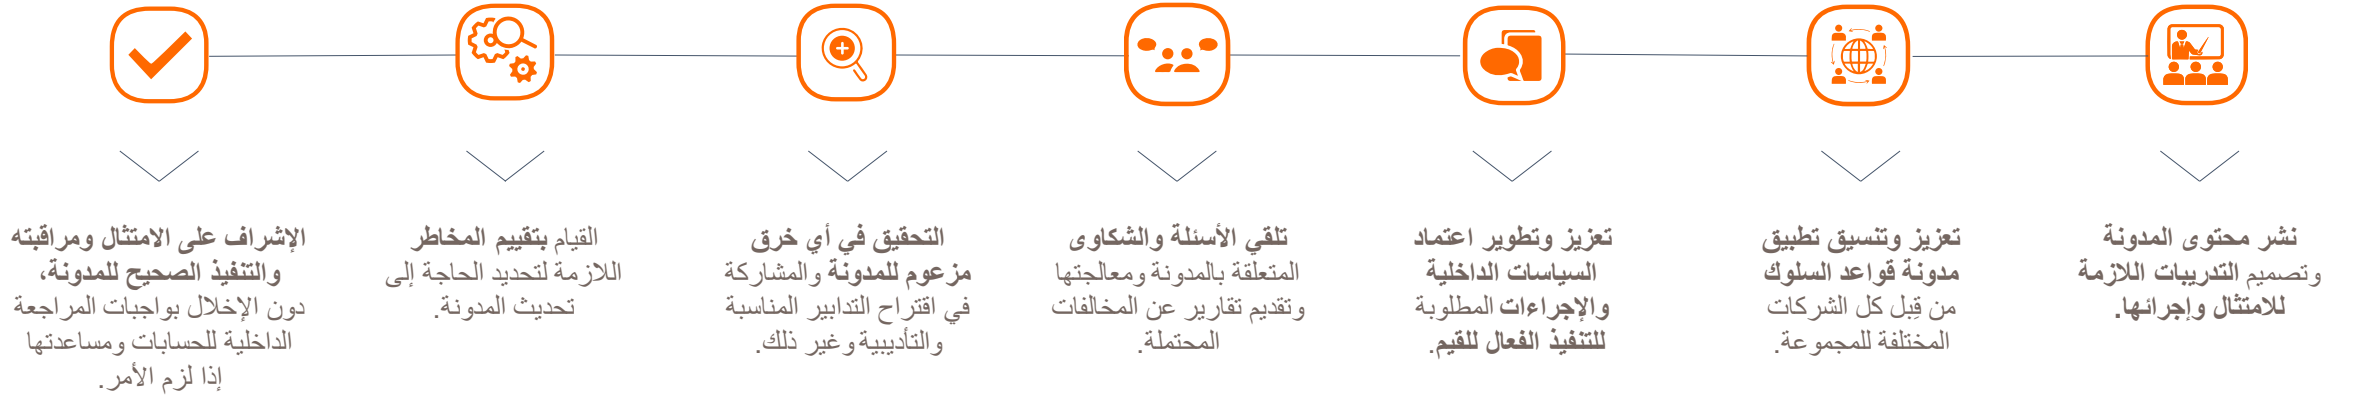 نشر محتوى المدونة
وتصميم التدريبات اللازمة
للامتثال وإجرائها.
تعزيز وتنسيق تطبيق
مدونة قواعد السلوك
من قِبل كل الشركات
المختلفة للمجموعة.
تعزيز وتطوير اعتماد
السياسات الداخلية
والإجراءات المطلوبة
للتنفيذ الفعال للقيم.
تلقي الأسئلة والشكاوى
المتعلقة بالمدونة ومعالجتها
وتقديم تقارير عن المخالفات
المحتملة.
التحقيق في أي خرق
مزعوم للمدونة والمشاركة
في اقتراح التدابير المناسبة
والتأديبية وغير ذلك.
القيام بتقييم المخاطر
اللازمة لتحديد الحاجة إلى
تحديث المدونة.
الإشراف على الامتثال ومراقبته
والتنفيذ الصحيح للمدونة،
دون الإخلال بواجبات المراجعة
الداخلية للحسابات ومساعدتها
إذا لزم الأمر.